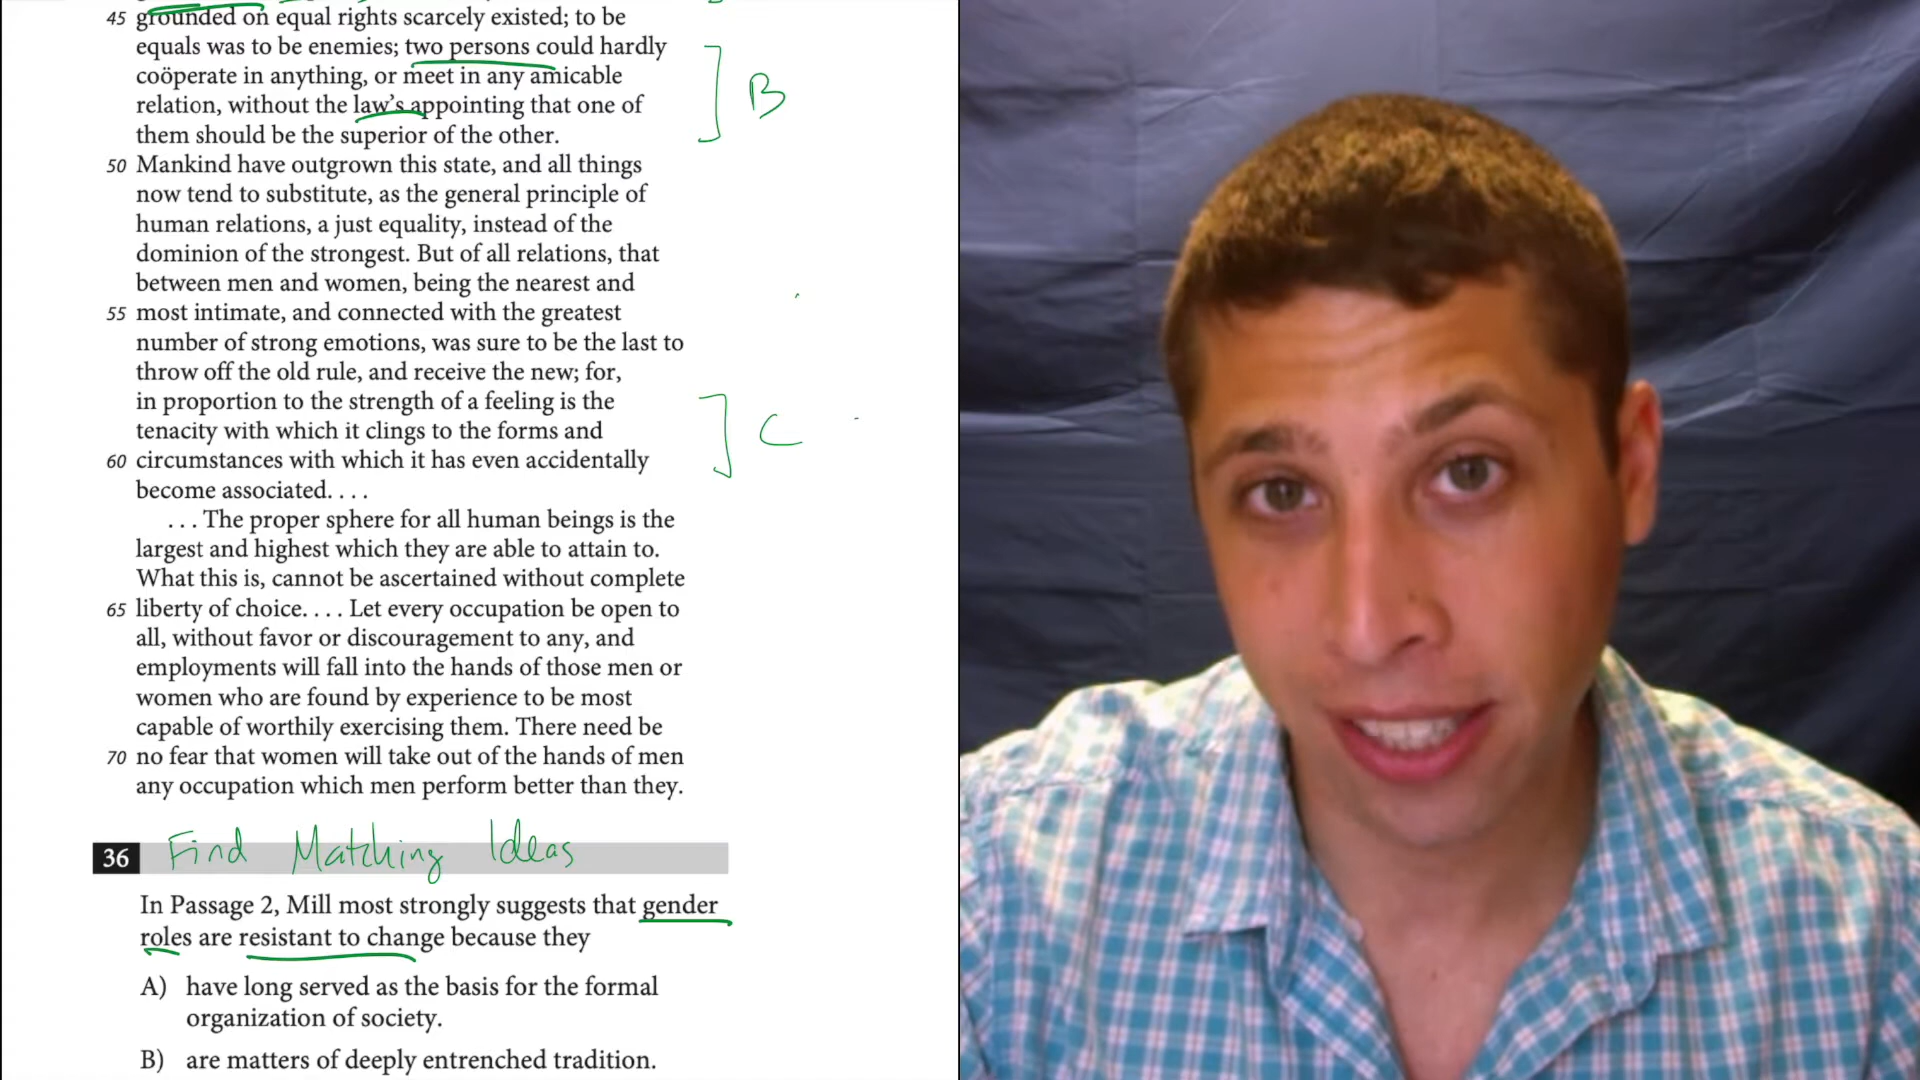 45 grounded on equal rights scarcely existed; to be
equals was to be enemies; two persons could hardly
coöperate in anything, or meet in any amicable
relation, without the law's appointing that one of
them should be the superior of the other.
B
50 Mankind have outgrown this state, and all things
now tend to substitute, as the general principle of
human relations, a just equality, instead of the
dominion of the strongest. But of all relations, that
between men and women, being the nearest and
55 most intimate, and connected with the greatest
number of strong emotions, was sure to be the last to
throw off the old rule, and receive the new; for,
in proportion to the strength of a feeling is the
tenacity with which it clings to the forms and
60 circumstances with which it has even accidentally
become associated. . . .
C
. . . The proper sphere for all human beings is the
largest and highest which they are able to attain to.
What this is, cannot be ascertained without complete
65 liberty of choice. . . . Let every occupation be open to
all, without favor or discouragement to any, and
employments will fall into the hands of those men or
women who are found by experience to be most
capable of worthily exercising them. There need be
70 no fear that women will take out of the hands of men
any occupation which men perform better than they.
36 Find Matching Ideas
In Passage 2, Mill most strongly suggests that gender
roles are resistant to change because they
A) have long served as the basis for the formal
organization of society.
B) are matters of deeply entrenched tradition.